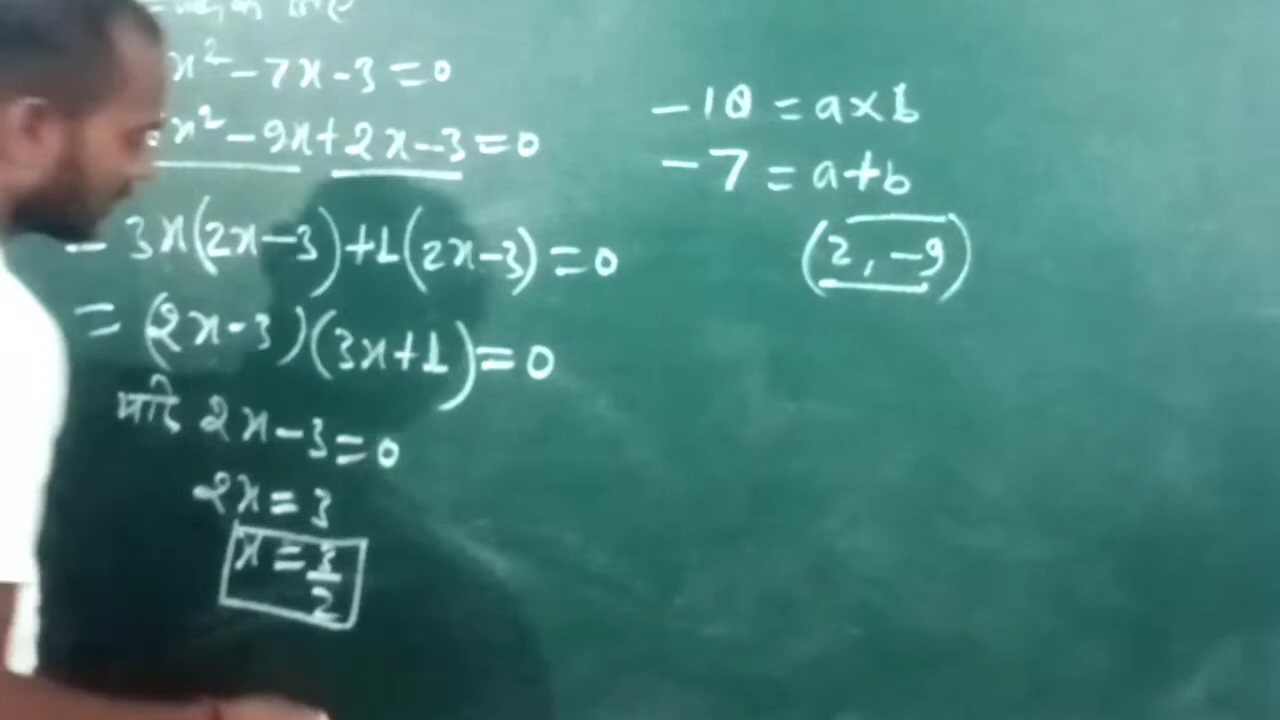 x² - 7x - 3 = 0
x² - 9x + 2x - 3 = 0
- 3x(2x-3)+1(2x-3) = 0
= (2x-3)(3x+1) = 0
यदि 2x-3=0
2x = 3
x = 3/2
-18 = a×b
-7 = a+b
(2, -9)